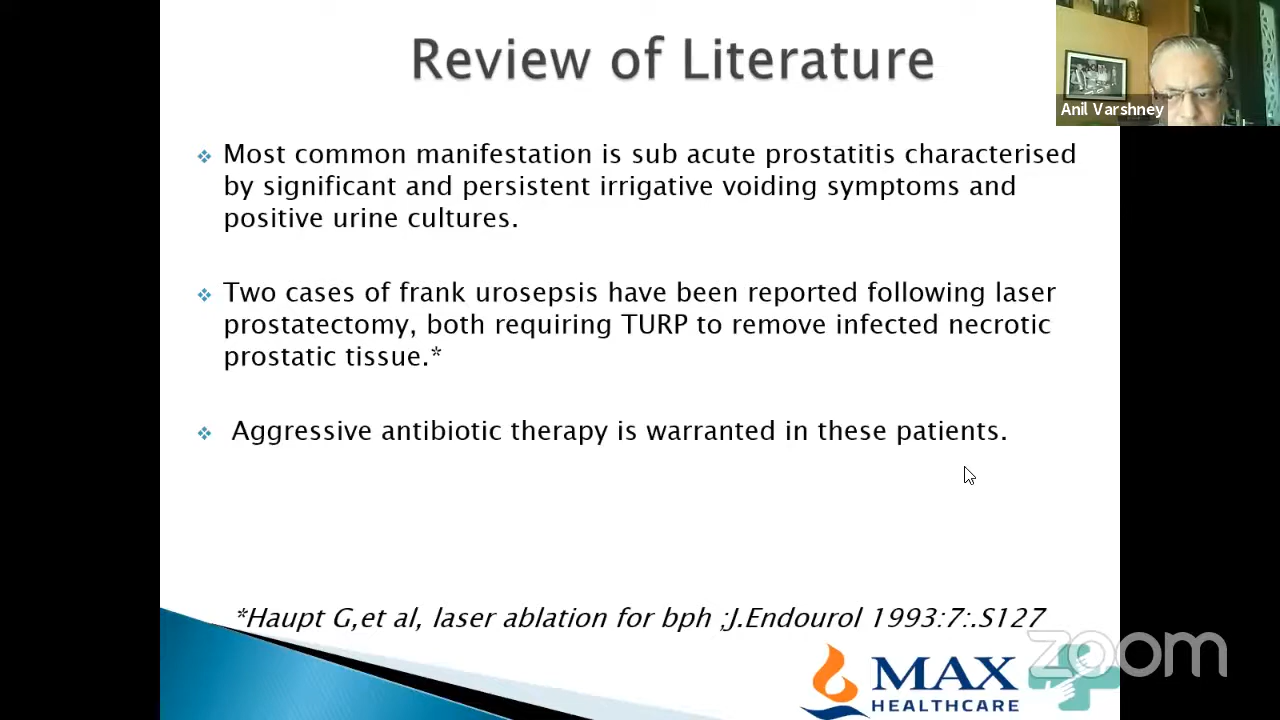 Review of Literature
Anil Varshney
Most common manifestation is sub acute prostatitis characterised
by significant and persistent irrigative voiding symptoms and
positive urine cultures.
Two cases of frank urosepsis have been reported following laser
prostatectomy, both requiring TURP to remove infected necrotic
prostatic tissue.*
Aggressive antibiotic therapy is warranted in these patients.
*Haupt G,et al, laser ablation for bph ;J.Endourol 1993:7:.S127
MAX
HEALTHCARE
zoom